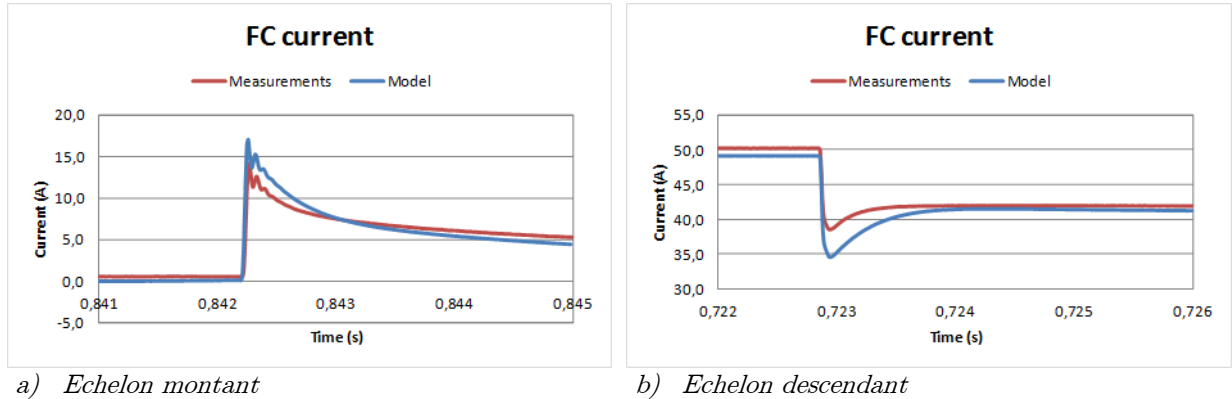 FC current
Measurements Model
20,0
15,0
10,0
5,0
0,0
-5,0
Current (A)
0,841 0,842 0,843 0,844 0,845
Time (s)
a) Echelon montant
FC current
Measurements Model
55,0
50,0
45,0
40,0
35,0
30,0
Current (A)
0,722 0,723 0,724 0,725 0,726
Time (s)
b) Echelon descendant